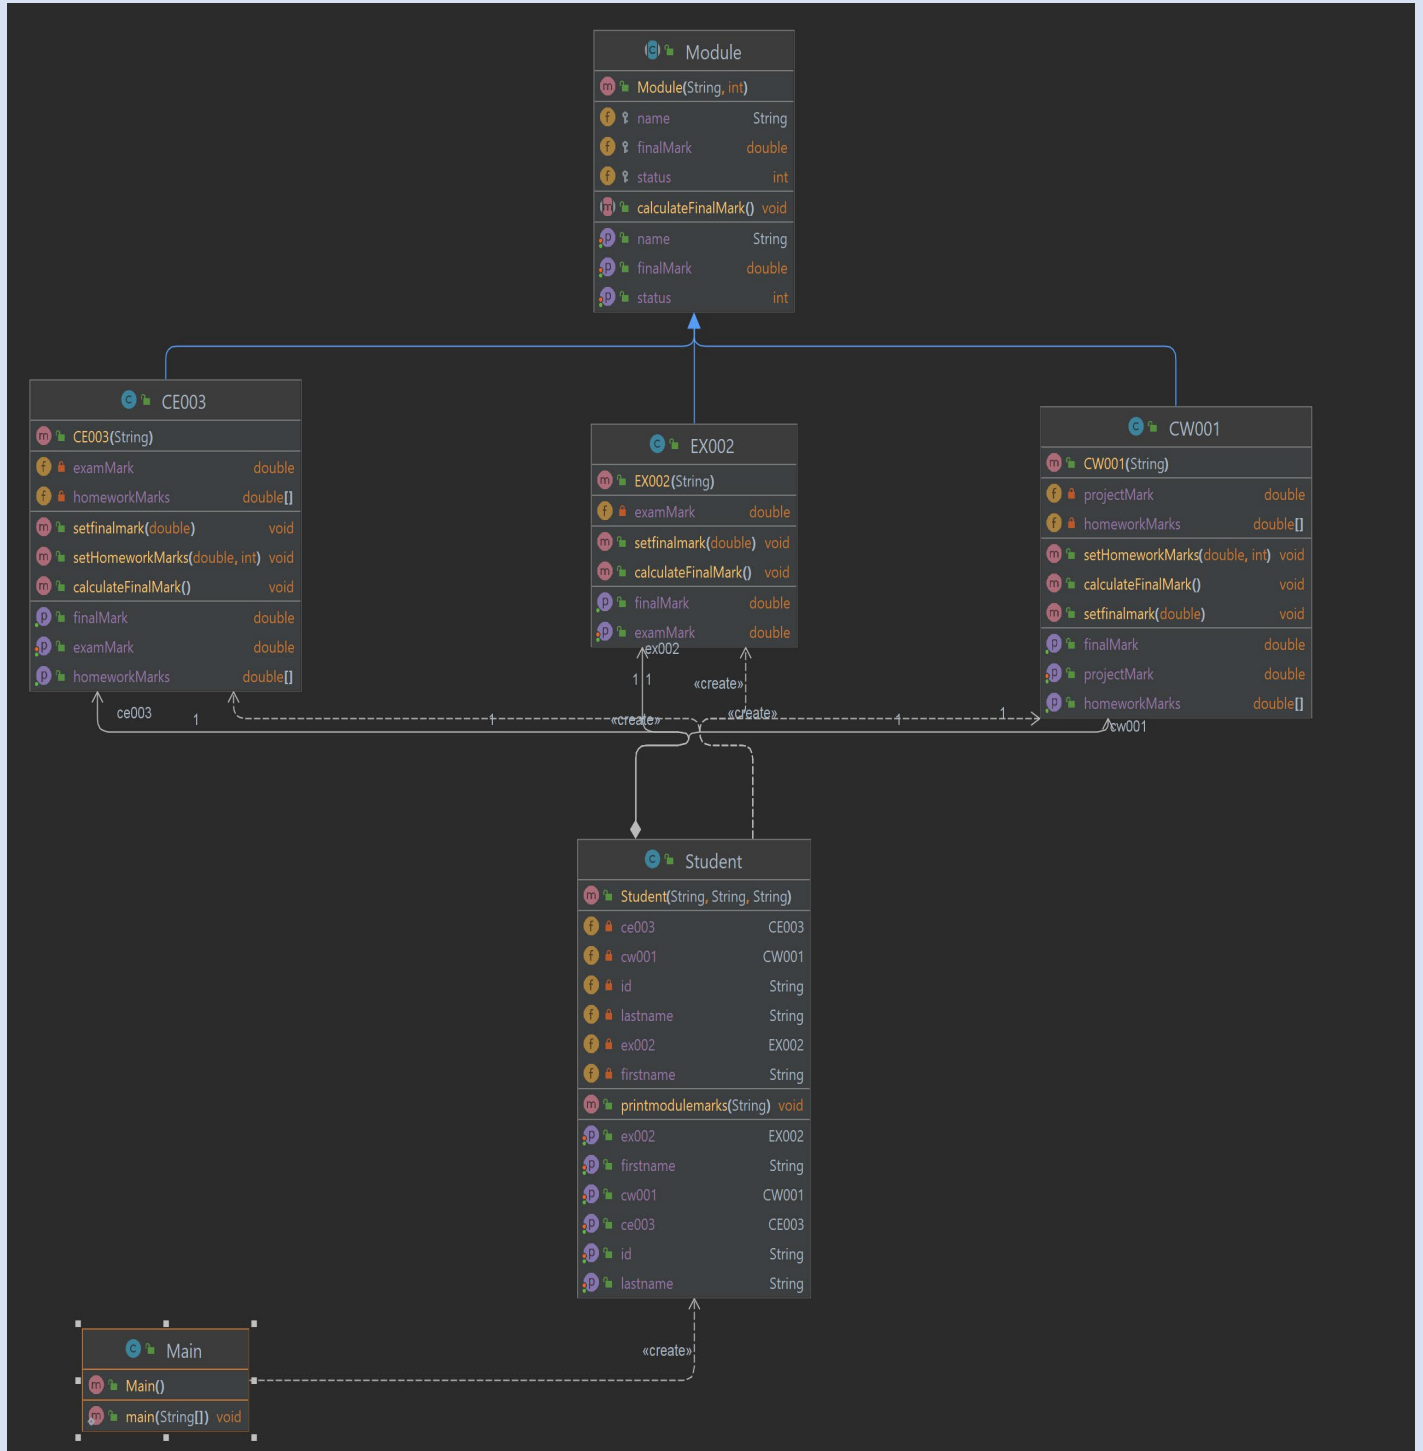 Module
Module(String, int)
name String
finalMark double
status int
calculateFinalMark() void
name String
finalMark double
status int
CE003
CE003(String)
examMark double
homeworkMarks double[]
setfinalmark(double) void
setHomeworkMarks(double, int) void
calculateFinalMark() void
finalMark double
examMark double
homeworkMarks double[]
EX002
EX002(String)
examMark double
setfinalmark(double) void
calculateFinalMark() void
finalMark double
examMark double
CW001
CW001(String)
projectMark double
homeworkMarks double[]
setHomeworkMarks(double, int) void
calculateFinalMark() void
setfinalmark(double) void
finalMark double
projectMark double
homeworkMarks double[]
ex002
1 1
«create»
ce003
1
1
«create»
«create»
1
1
cw001
Student
Student(String, String, String)
ce003 CE003
cw001 CW001
id String
lastname String
ex002 EX002
firstname String
printmodulemarks(String) void
ex002 EX002
firstname String
cw001 CW001
ce003 CE003
id String
lastname String
«create»
Main
Main()
main(String[]) void